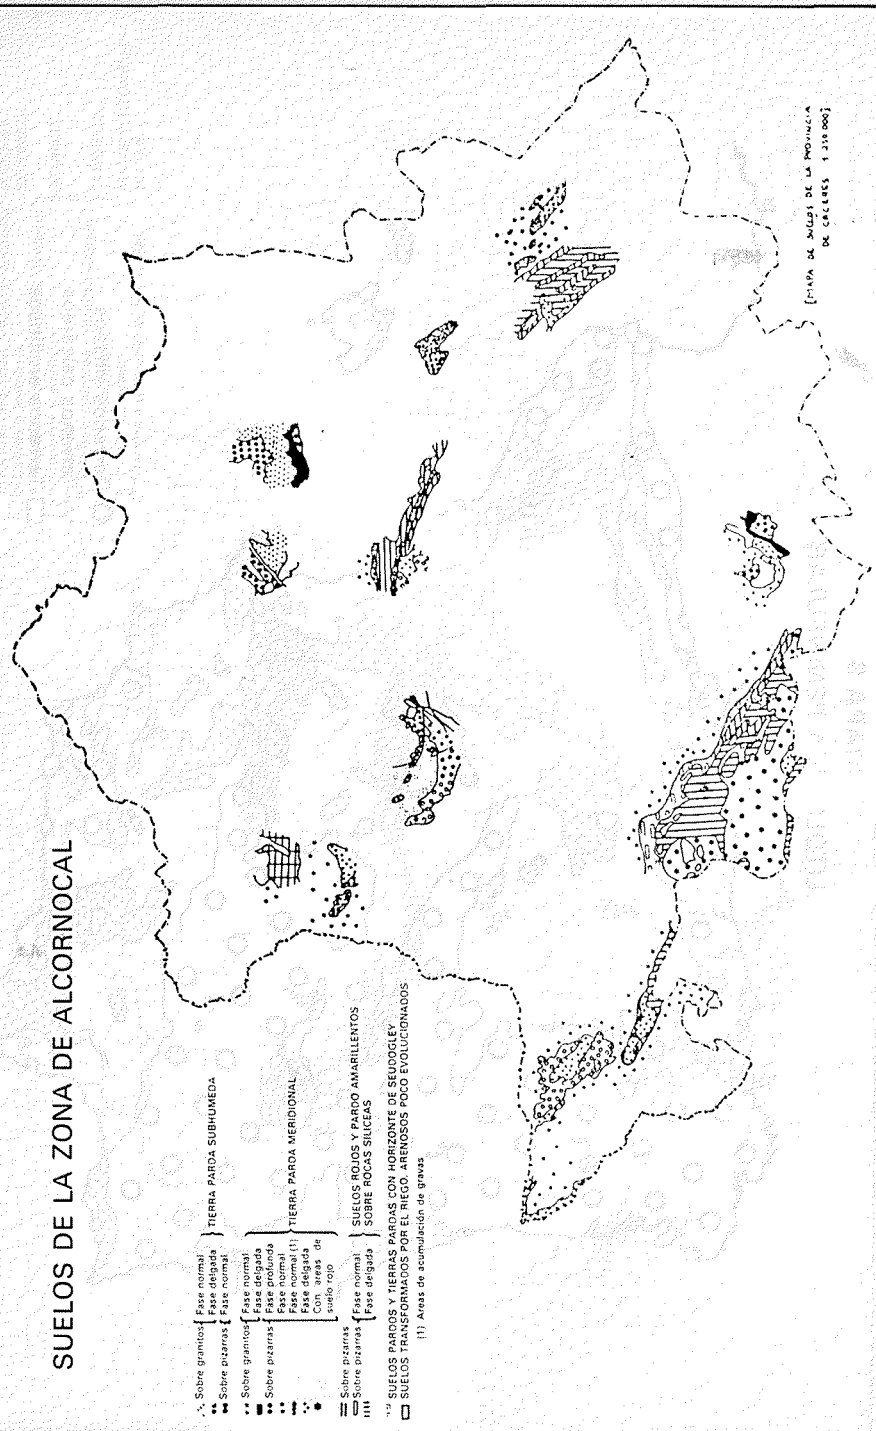 SUELOS DE LA ZONA DE ALCORNOCAL
Sobre granitos { Fase normal
Fase delgada } TIERRA PARDA SUBHUMEDA
Sobre pizarras { Fase normal
Sobre granitos { Fase normal
Fase delgada
Sobre pizarras { Fase profunda
Fase normal } TIERRA PARDA MERIDIONAL
Fase normal (1)
Fase delgada
Con areas de
suelo rojo
Sobre pizarras
Sobre pizarras { Fase normal } SUELOS ROJOS Y PARDO AMARILLENTOS
Fase delgada SOBRE ROCAS SILICEAS
SUELOS PARDOS Y TIERRAS PARDAS CON HORIZONTE DE SEUDOGLEY
SUELOS TRANSFORMADOS POR EL RIEGO. ARENOSOS POCO EVOLUCIONADOS
(1) Areas de acumulación de gravas
[MAPA DE SUELOS DE LA PROVINCIA
DE CACERES 1 250 000]